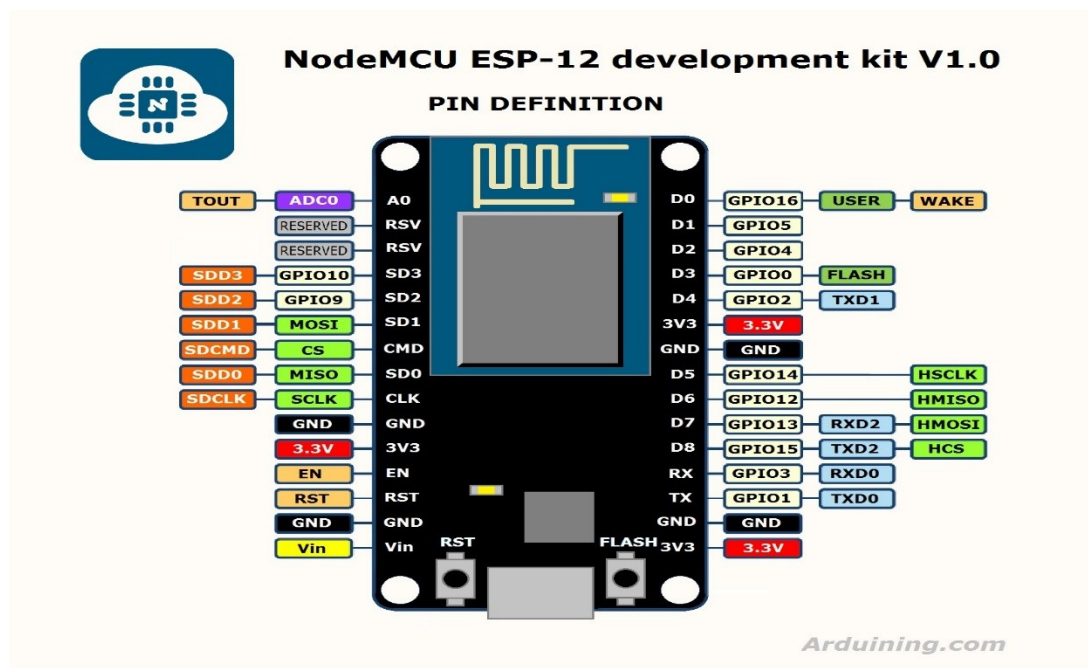 NodeMCU ESP-12 development kit V1.0
PIN DEFINITION
N
TOUT ADC0 A0 D0 GPIO16 USER WAKE
RESERVED RSV D1 GPIO5
RESERVED RSV D2 GPIO4
SDD3 GPIO10 SD3 D3 GPIO0 FLASH
SDD2 GPIO9 SD2 D4 GPIO2 TXD1
SDD1 MOSI SD1 3V3 3.3V
SDCMD CS CMD GND GND
SDD0 MISO SD0 D5 GPIO14 HSCLK
SDCLK SCLK CLK D6 GPIO12 HMISO
GND GND D7 GPIO13 RXD2 HMOSI
3.3V 3V3 D8 GPIO15 TXD2 HCS
EN EN RX GPIO3 RXD0
RST RST TX GPIO1 TXD0
GND GND GND GND
Vin Vin RST FLASH 3V3 3.3V
Arduining.com